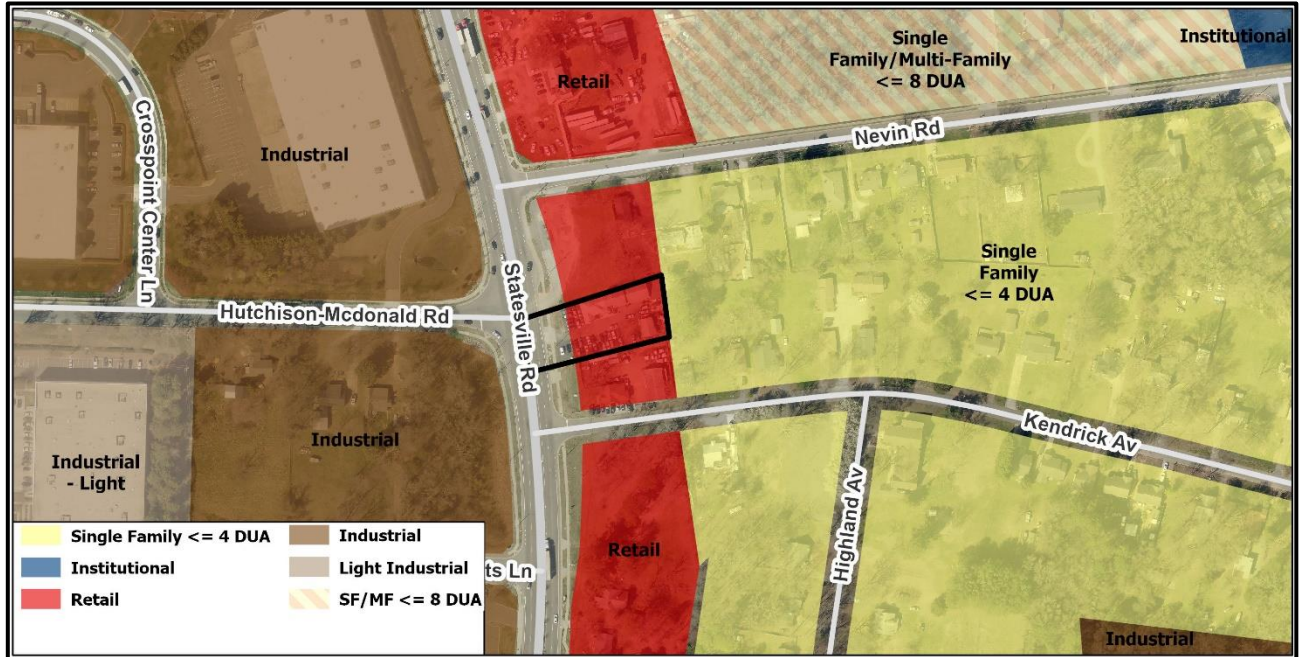 Single
Family/Multi-Family
<= 8 DUA
Institutional
Retail
Nevin Rd
Crosspoint Center Ln
Industrial
Single
Family
<= 4 DUA
Statesville Rd
Hutchison-Mcdonald Rd
Kendrick Av
Industrial
Industrial
- Light
Highland Av
Retail
ts Ln
Industrial
Single Family <= 4 DUA
Industrial
Institutional
Light Industrial
Retail
SF/MF <= 8 DUA